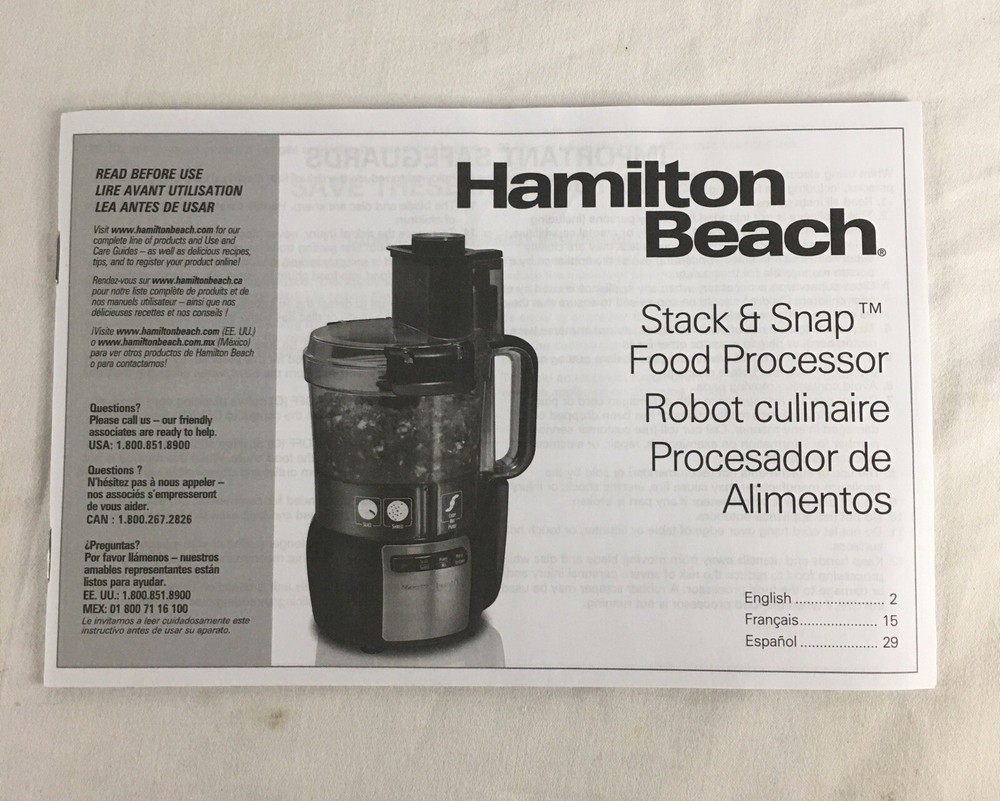 READ BEFORE USE
LIRE AVANT UTILISATION
LEA ANTES DE USAR
Visit www.hamiltonbeach.com for our
complete line of products and Use and
Care Guides – as well as delicious recipes,
tips, and to register your product online!
Rendez-vous sur www.hamiltonbeach.ca
pour notre liste complète de produits et de
nos manuels utilisateur – ainsi que nos
délicieuses recettes et nos conseils !
¡Visite www.hamiltonbeach.com (EE. UU.)
o www.hamiltonbeach.com.mx (México)
para ver otros productos de Hamilton Beach
o para contactarnos!
Questions?
Please call us – our friendly
associates are ready to help.
USA: 1.800.851.8900
Questions ?
N'hésitez pas à nous appeler –
nos associés s'empresseront
de vous aider.
CAN : 1.800.267.2826
¿Preguntas?
Por favor llámenos – nuestros
amables representantes están
listos para ayudar.
EE. UU.: 1.800.851.8900
MEX: 01 800 71 16 100
Le invitamos a leer cuidadosamente este
instructivo antes de usar su aparato.
Hamilton
Beach®
Stack & Snap™
Food Processor
Robot culinaire
Procesador de
Alimentos
English ....................... 2
Français.................... 15
Español .................... 29